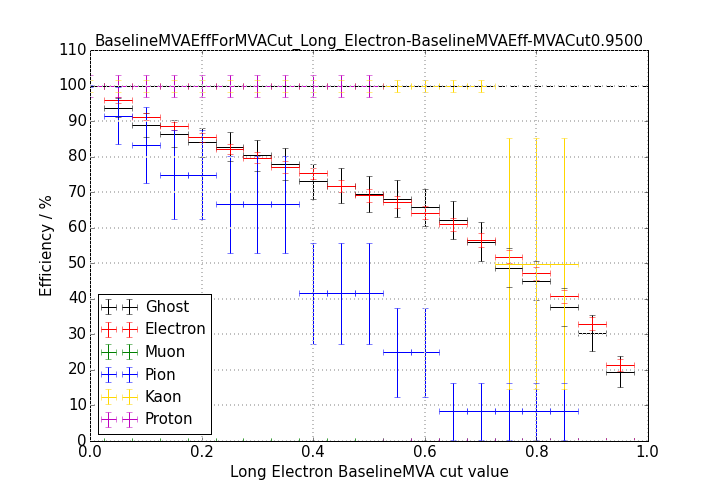 BaselineMVAEffForMVACut_Long_Electron-BaselineMVAEff-MVACut0.9500
110
100
90
80
70
60
50
40
30
20
10
0
Efficiency / %
Ghost
Electron
Muon
Pion
Kaon
Proton
0.0 0.2 0.4 0.6 0.8 1.0
Long Electron BaselineMVA cut value